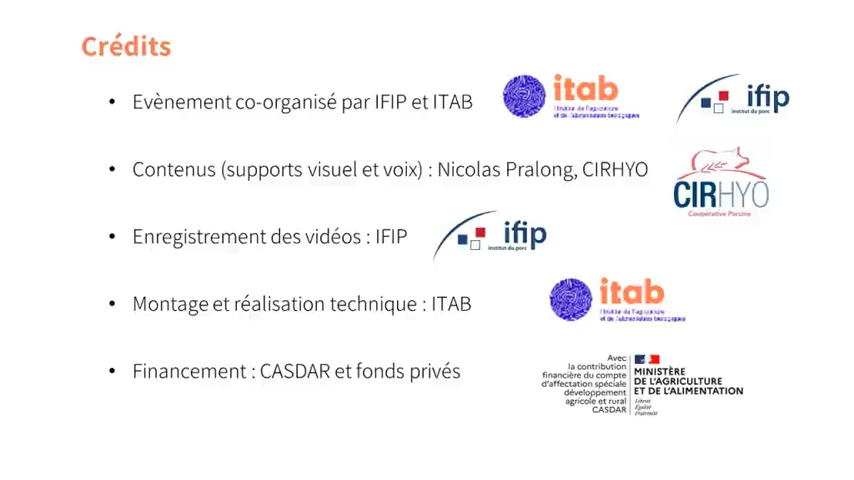 Crédits
• Evènement co-organisé par IFIP et ITAB
itab
l'Institut de l'agriculture
et de l'alimentation biologiques
ifip
institut du porc
• Contenus (supports visuel et voix) : Nicolas Pralong, CIRHYO
CIRHYO
Coopérative Porcine
• Enregistrement des vidéos : IFIP
ifip
institut du porc
• Montage et réalisation technique : ITAB
itab
l'Institut de l'agriculture
et de l'alimentation biologiques
• Financement : CASDAR et fonds privés
Avec
la contribution
financière du compte
d'affectation spéciale
développement
agricole et rural
CASDAR
MINISTÈRE
DE L'AGRICULTURE
ET DE L'ALIMENTATION
Liberté
Égalité
Fraternité